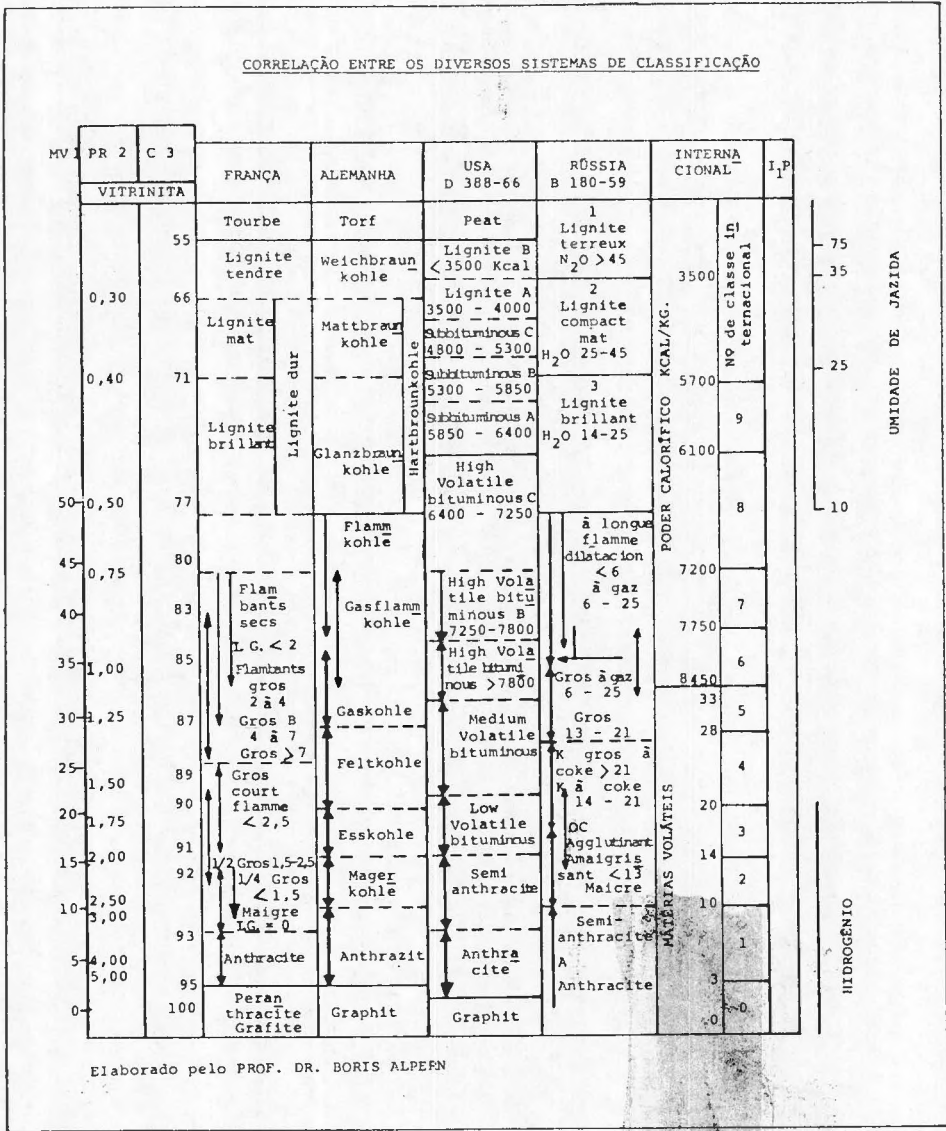 CORRELAÇÃO ENTRE OS DIVERSOS SISTEMAS DE CLASSIFICAÇÃO
MV 1
PR 2
C 3
VITRINITA
FRANÇA
ALEMANHA
USA
D 388-66
RÚSSIA
B 180-59
INTERNA
CIONAL
I₁P
50
45
40
35
30
25
20
15
10
5
0
0,30
0,40
0,50
0,75
1,00
1,25
1,50
1,75
2,00
2,50
3,00
4,00
5,00
55
66
71
77
80
83
85
87
89
90
91
92
93
95
100
Tourbe
Lignite
tendre
Lignite
mat
Lignite
brillant
Lignite dur
Flam
bants
secs
I.G. < 2
Flambants
gros
2 à 4
Gros B
4 à 7
Gros > 7
Gros
court
flamme
< 2,5
1/2 Gros 1,5-2,5
1/4 Gros
< 1,5
Maigre
I.G. = 0
Anthracite
Peran
thracite
Grafite
Torf
Weichbraun
kohle
Mattbraun
kohle
Glanzbraun
kohle
Hartbrounkohle
Flamm
kohle
Gasflamm
kohle
Gaskohle
Feltkohle
Esskohle
Mager
kohle
Anthrazit
Graphit
Peat
Lignite B
< 3500 Kcal
Lignite A
3500 - 4000
Subbituminous C
4800 - 5300
Subbituminous B
5300 - 5850
Subbituminous A
5850 - 6400
High
Volatile
bituminous C
6400 - 7250
High Vola
tile bitu
minous B
7250-7800
High Vola
tile bitumi
nous >7800
Medium
Volatile
bituminous
Low
Volatile
bituminous
Semi
anthracite
Anthra
cite
Graphit
1
Lignite
terreux
N₂O > 45
2
Lignite
compact
mat
H₂O 25-45
3
Lignite
brillant
H₂O 14-25
à longue
flamme
dilatacion
< 6
à gaz
6 - 25
Gros à gaz
6 - 25
Gros
13 - 21
K gros à
coke > 21
K à coke
14 - 21
OC
Agglutinant
Amaigris
sant < 13
Maicre
Semi-
anthracite
A
Anthracite
PODER CALORÍFICO KCAL/KG.
MATÉRIAS VOLÁTEIS
3500
5700
6100
7200
7750
8450
33
28
20
14
10
3
0
Nº de classe in
ternacional
9
8
7
6
5
4
3
2
1
0
75
35
25
10
UMIDADE DE JAZIDA
HIDROGÊNIO
Elaborado pelo PROF. DR. BORIS ALPERN